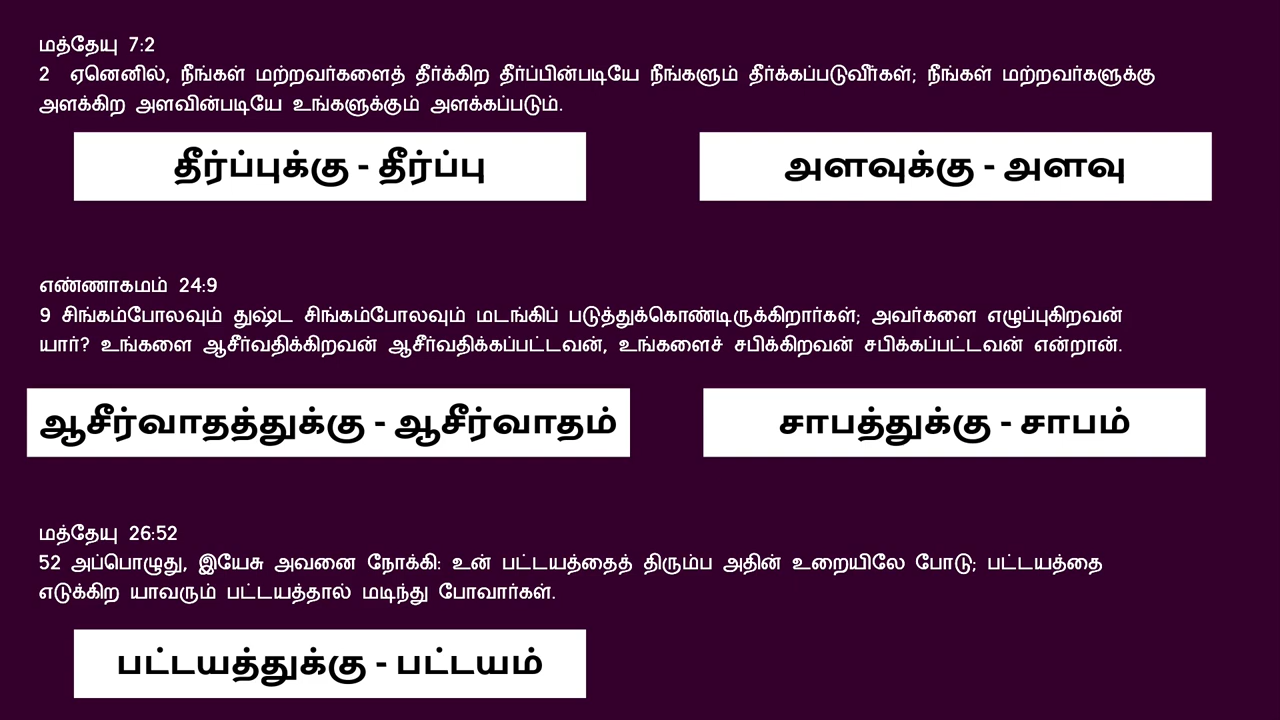 மத்தேயு 7:2
2 ஏனெனில், நீங்கள் மற்றவர்களைத் தீர்க்கிற தீர்ப்பின்படியே நீங்களும் தீர்க்கப்படுவீர்கள்; நீங்கள் மற்றவர்களுக்கு
அளக்கிற அளவின்படியே உங்களுக்கும் அளக்கப்படும்.
தீர்ப்புக்கு - தீர்ப்பு
அளவுக்கு - அளவு
எண்ணாகமம் 24:9
9 சிங்கம்போலவும் துஷ்ட சிங்கம்போலவும் மடங்கிப் படுத்துக்கொண்டிருக்கிறார்கள்; அவர்களை எழுப்புகிறவன்
யார்? உங்களை ஆசீர்வதிக்கிறவன் ஆசீர்வதிக்கப்பட்டவன், உங்களைச் சபிக்கிறவன் சபிக்கப்பட்டவன் என்றான்.
ஆசீர்வாதத்துக்கு - ஆசீர்வாதம்
சாபத்துக்கு - சாபம்
மத்தேயு 26:52
52 அப்பொழுது, இயேசு அவனை நோக்கி: உன் பட்டயத்தைத் திரும்ப அதின் உறையிலே போடு; பட்டயத்தை
எடுக்கிற யாவரும் பட்டயத்தால் மடிந்து போவார்கள்.
பட்டயத்துக்கு - பட்டயம்